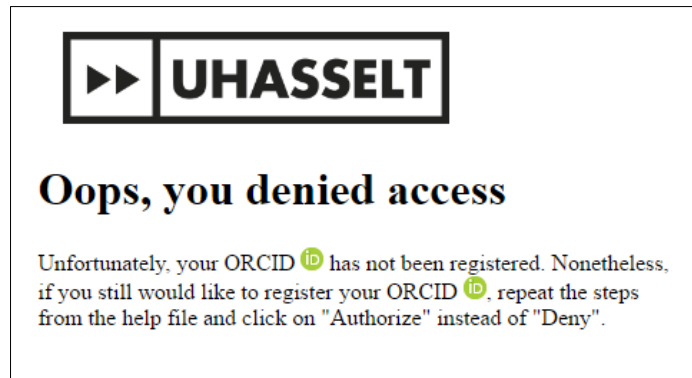 UHASSELT
Oops, you denied access
Unfortunately, your ORCID iD has not been registered. Nonetheless,
if you still would like to register your ORCID iD, repeat the steps
from the help file and click on "Authorize" instead of "Deny".